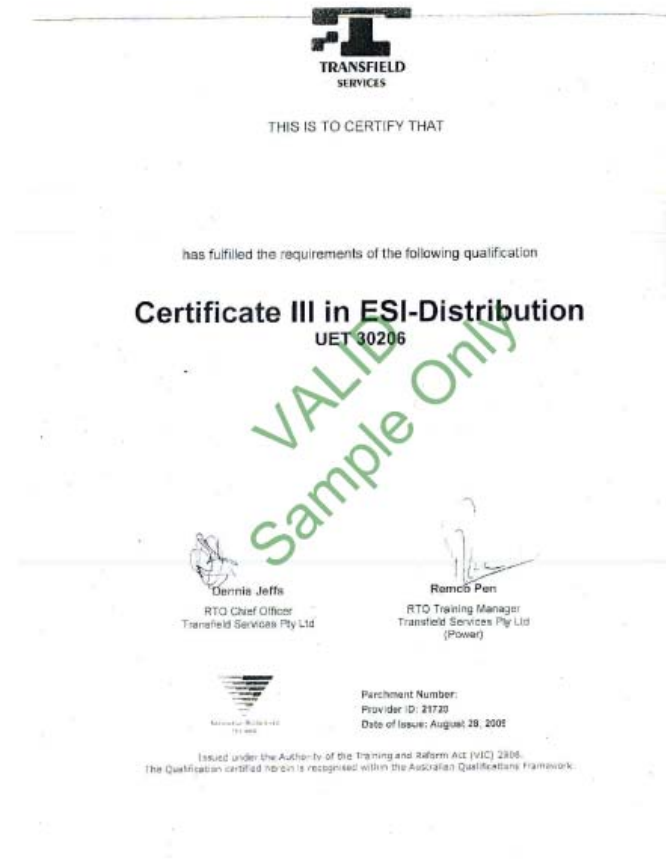 TRANSFIELD
SERVICES
THIS IS TO CERTIFY THAT
has fulfilled the requirements of the following qualification
Certificate III in ESI-Distribution
UET 30206
VALID
Sample Only
Dennis Jeffs
RTO Chief Officer
Transfield Services Pty Ltd
Remco Pen
RTO Training Manager
Transfield Services Pty Ltd
(Power)
Parchment Number:
Provider ID: 21720
Date of Issue: August 28,
Issued under the Authority of the Training and Reform Act (VIC)
The Qualification certified herein is recognised within the Australian Qualifications Framework.